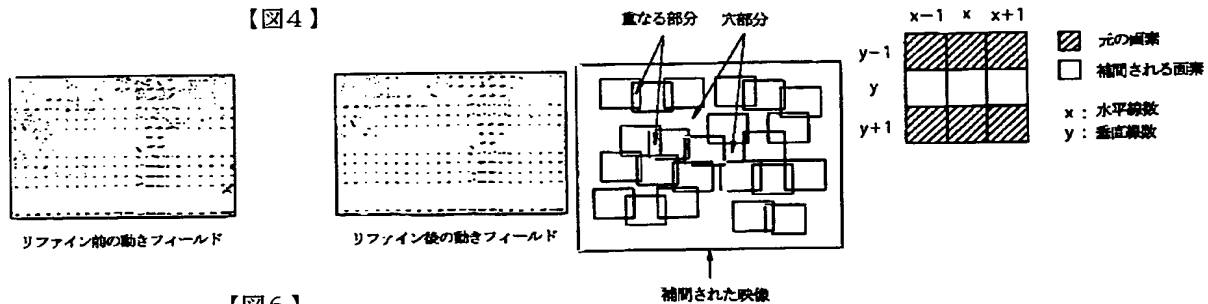 【図4】
リファイン前の動きフィールド
リファイン後の動きフィールド
重なる部分 穴部分
補間された映像
x-1 x x+1
y-1
y
y+1
元の画素
補間される画素
x : 水平線数
y : 垂直線数
【図6】